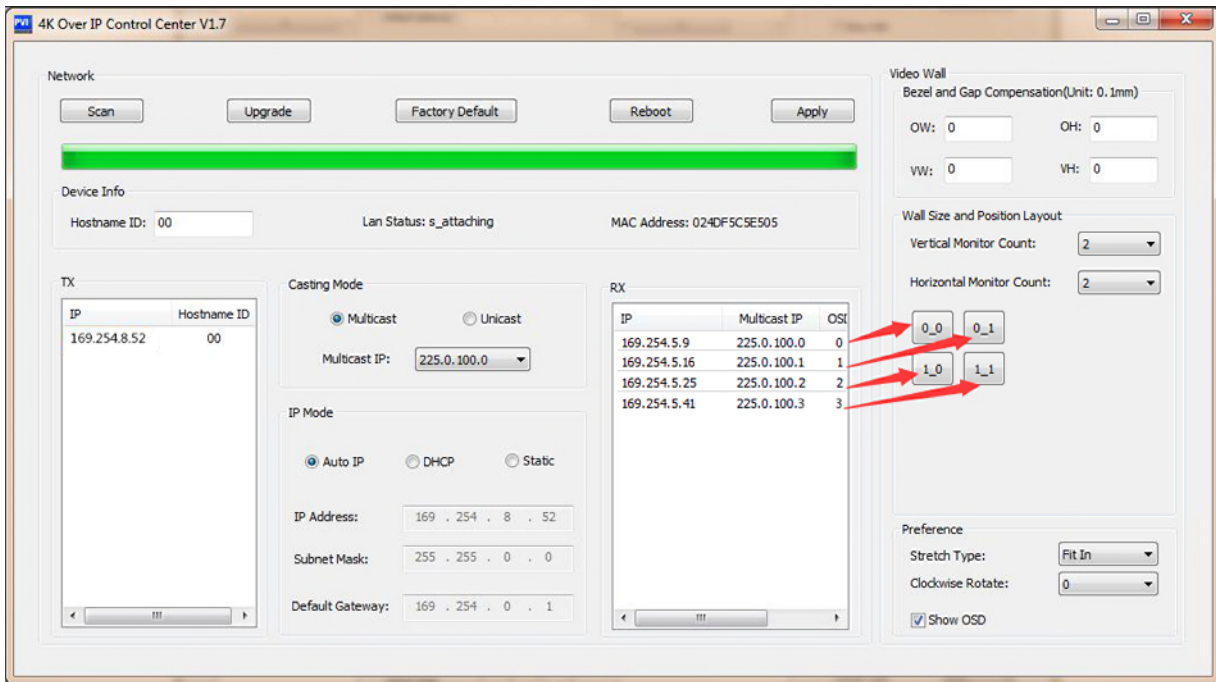 PVI 4K Over IP Control Center V1.7
Network
Scan Upgrade Factory Default Reboot Apply
Device Info
Hostname ID: 00 Lan Status: s_attaching MAC Address: 024DF5C5E505
TX
IP Hostname ID
169.254.8.52 00
Casting Mode
Multicast Unicast
Multicast IP: 225.0.100.0
IP Mode
Auto IP DHCP Static
IP Address: 169 . 254 . 8 . 52
Subnet Mask: 255 . 255 . 0 . 0
Default Gateway: 169 . 254 . 0 . 1
RX
IP Multicast IP OSD
169.254.5.9 225.0.100.0 0
169.254.5.16 225.0.100.1 1
169.254.5.25 225.0.100.2 2
169.254.5.41 225.0.100.3 3
Video Wall
Bezel and Gap Compensation(Unit: 0.1mm)
OW: 0 OH: 0
VW: 0 VH: 0
Wall Size and Position Layout
Vertical Monitor Count: 2
Horizontal Monitor Count: 2
0_0 0_1
1_0 1_1
Preference
Stretch Type: Fit In
Clockwise Rotate: 0
Show OSD